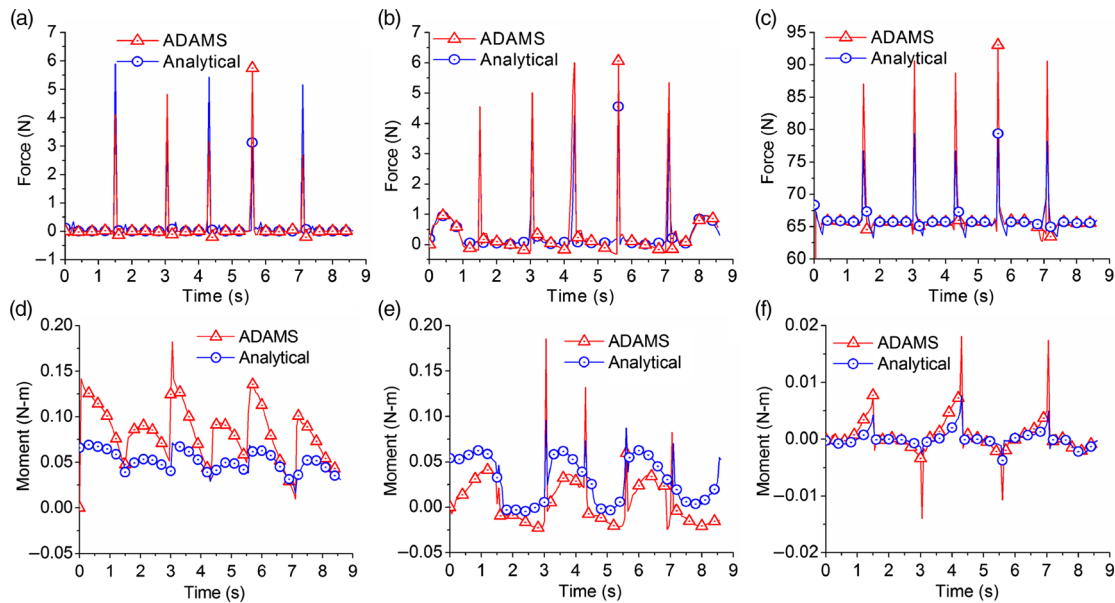 (a)
7
6
5
4
3
2
1
0
–1
Force (N)
ADAMS
Analytical
0 1 2 3 4 5 6 7 8 9
Time (s)
(b)
7
6
5
4
3
2
1
0
Force (N)
ADAMS
Analytical
0 1 2 3 4 5 6 7 8 9
Time (s)
(c)
95
90
85
80
75
70
65
60
Force (N)
ADAMS
Analytical
0 1 2 3 4 5 6 7 8 9
Time (s)
(d)
0.20
0.15
0.10
0.05
0.00
–0.05
Moment (N-m)
ADAMS
Analytical
0 1 2 3 4 5 6 7 8 9
Time (s)
(e)
0.20
0.15
0.10
0.05
0.00
–0.05
Moment (N-m)
ADAMS
Analytical
0 1 2 3 4 5 6 7 8 9
Time (s)
(f)
0.02
0.01
0.00
–0.01
–0.02
Moment (N-m)
ADAMS
Analytical
0 1 2 3 4 5 6 7 8 9
Time (s)